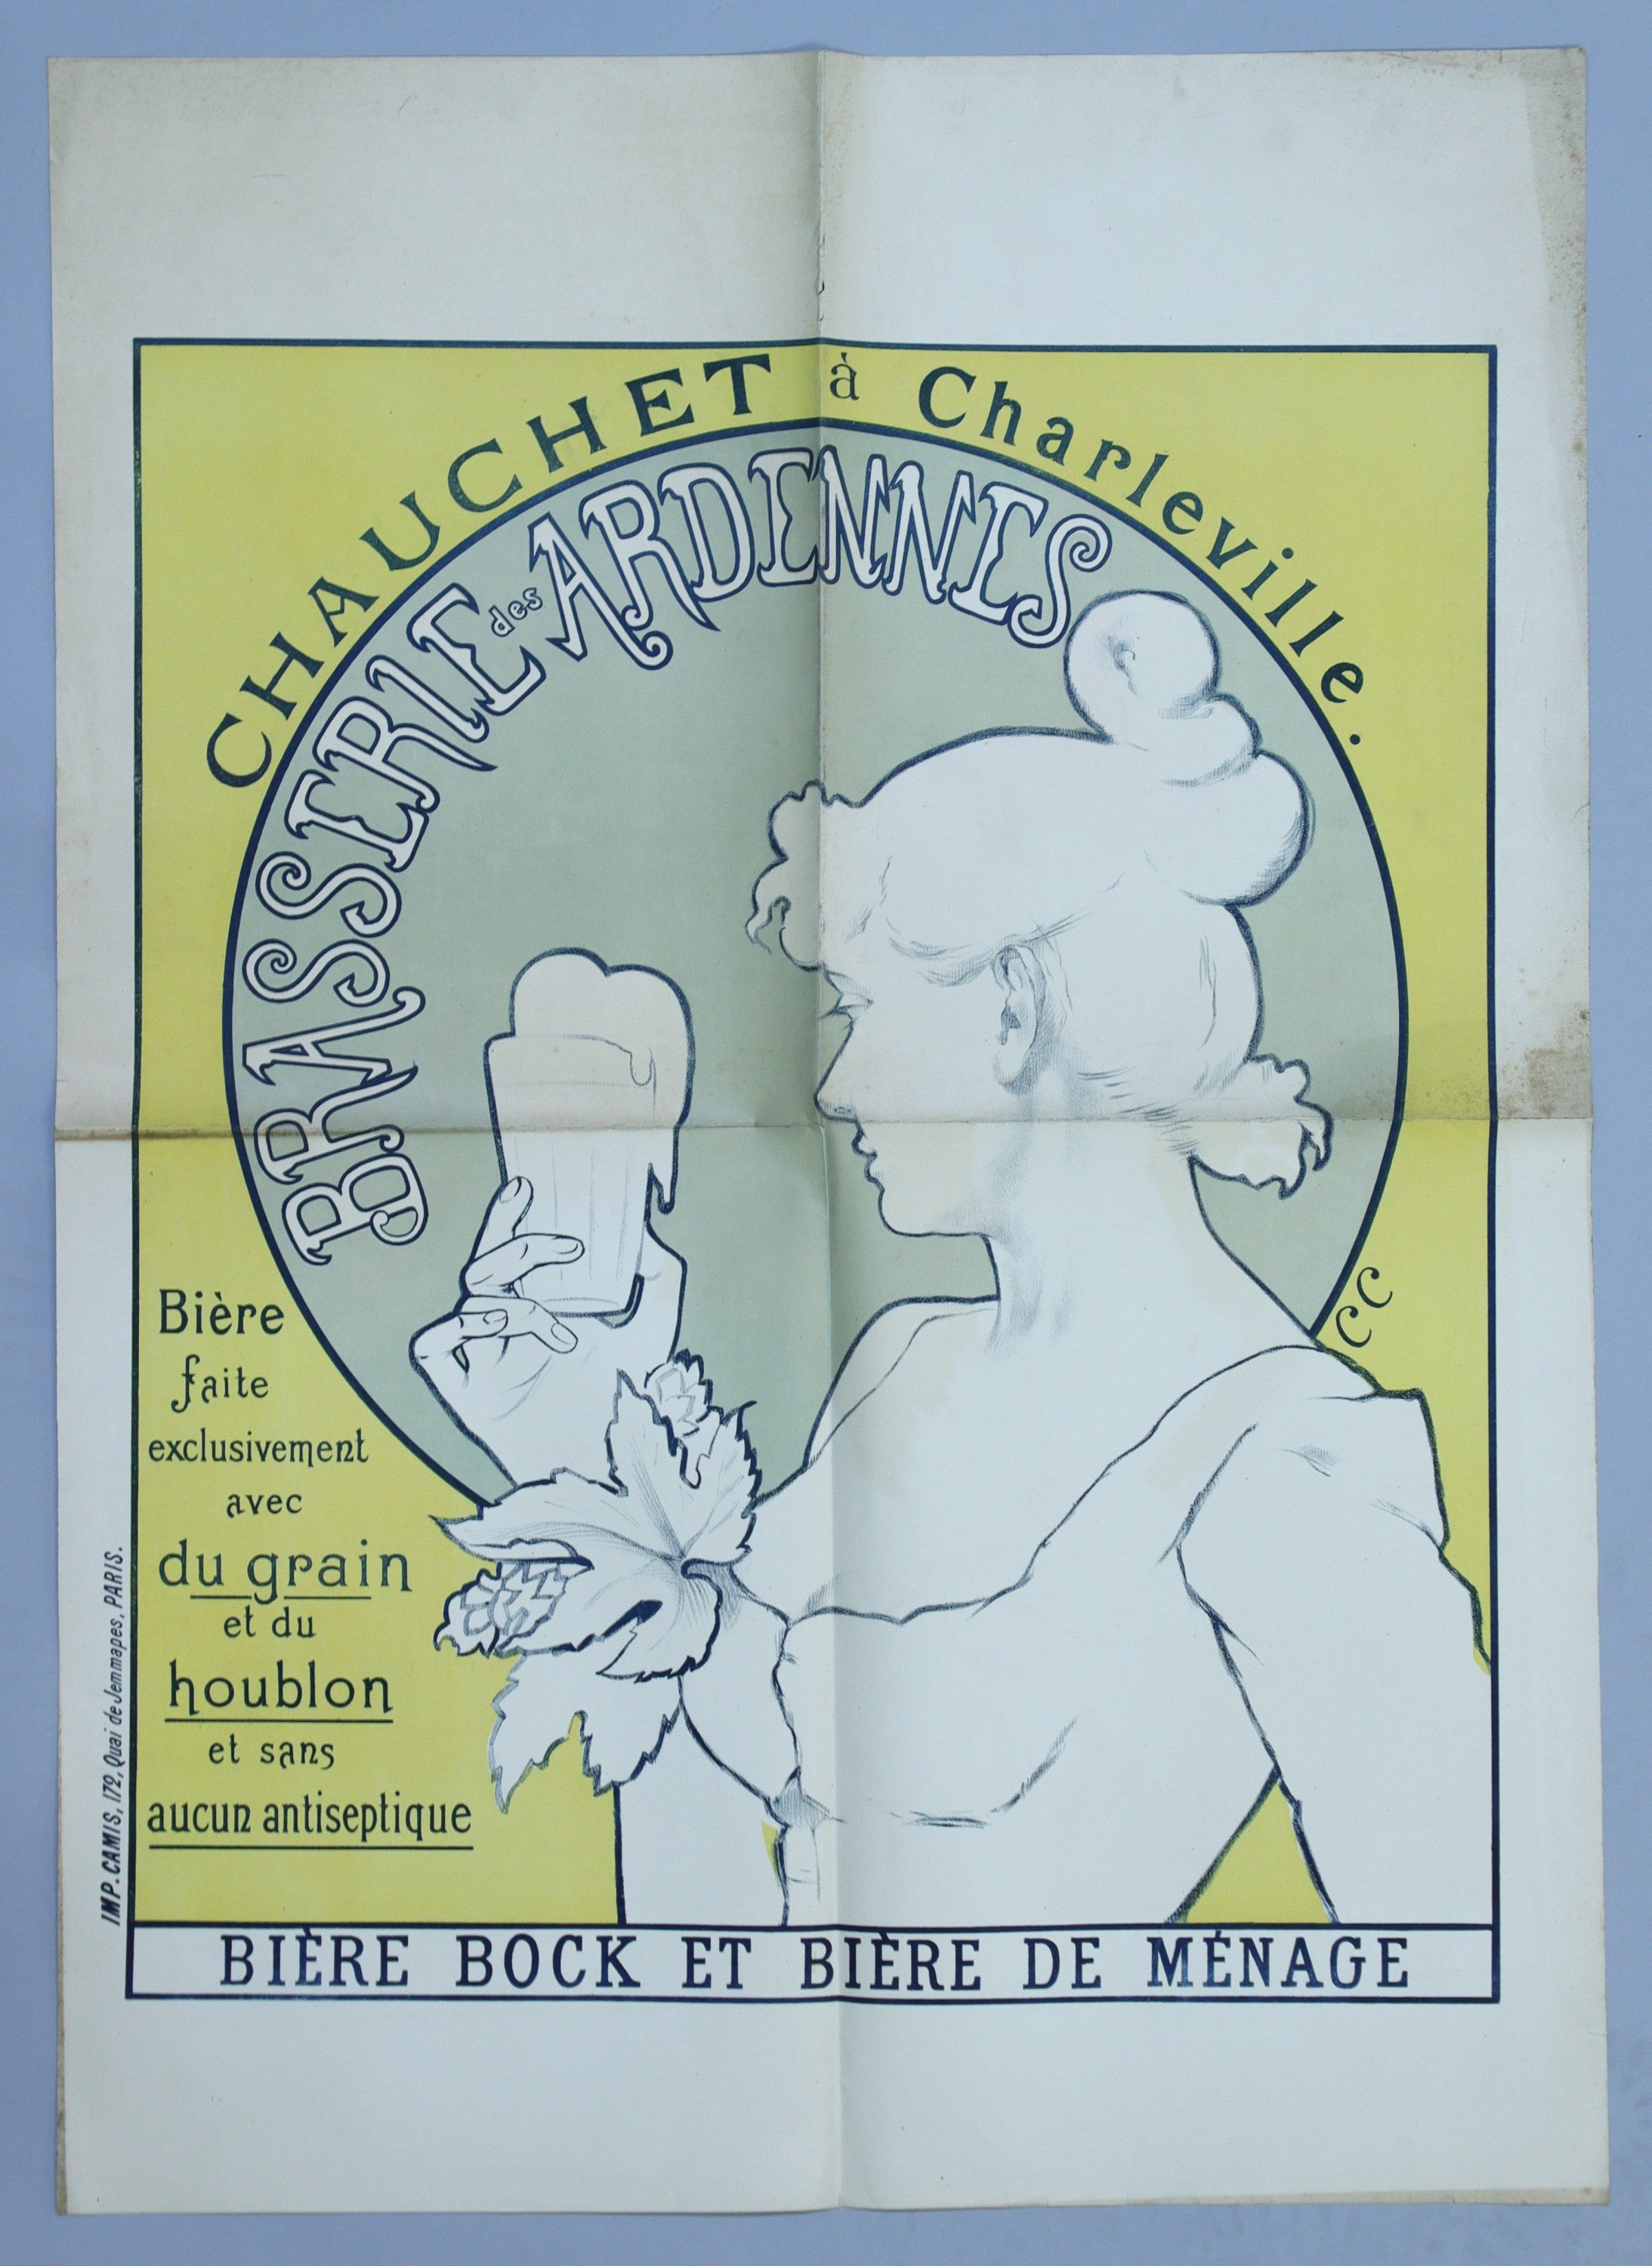 CHAUCHET à Charleville.
BRASSERIE des ARDENNES
CC
Bière
faite
exclusivement
avec
du grain
et du
houblon
et sans
aucun antiseptique
IMP. CAMIS, 172, Quai de Jemmapes, PARIS.
BIÈRE BOCK ET BIÈRE DE MÉNAGE